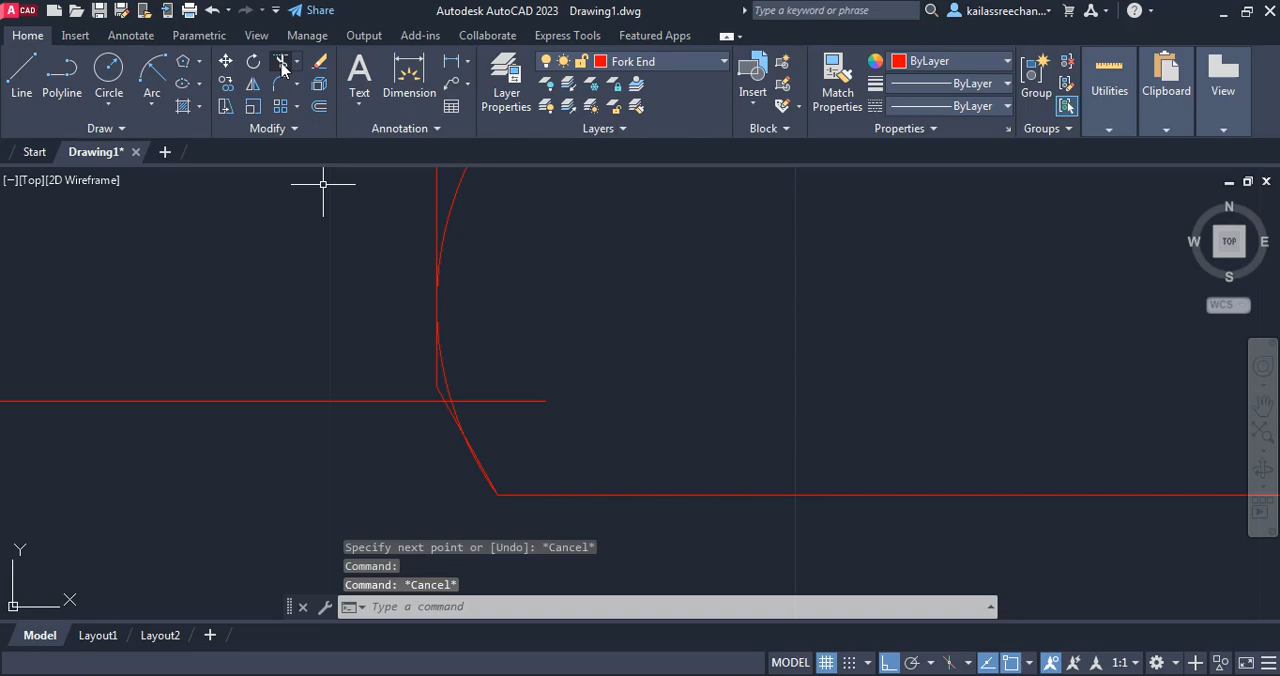 CAD
Share
Autodesk AutoCAD 2023 Drawing1.dwg
Type a keyword or phrase
kailassreechan...
Home Insert Annotate Parametric View Manage Output Add-ins Collaborate Express Tools Featured Apps
Fork End
ByLayer
Line Polyline Circle Arc
Text Dimension
Layer
Properties
Insert
Match
Properties
ByLayer
ByLayer
Group
Utilities Clipboard View
Draw Modify Annotation Layers Block Properties Groups
Start Drawing1*
[−][Top][2D Wireframe]
N
W TOP E
S
WCS
Y
X
Specify next point or [Undo]: *Cancel*
Command:
Command: *Cancel*
Type a command
Model Layout1 Layout2
MODEL 1:1